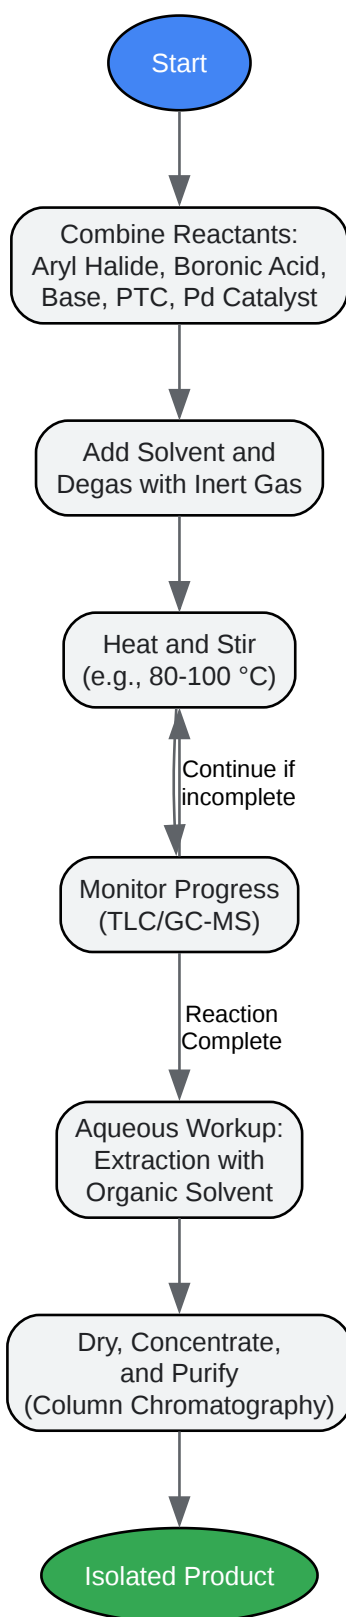 Start
Combine Reactants:
Aryl Halide, Boronic Acid,
Base, PTC, Pd Catalyst
Add Solvent and
Degas with Inert Gas
Heat and Stir
(e.g., 80-100 °C)
Continue if
incomplete
Monitor Progress
(TLC/GC-MS)
Reaction
Complete
Aqueous Workup:
Extraction with
Organic Solvent
Dry, Concentrate,
and Purify
(Column Chromatography)
Isolated Product